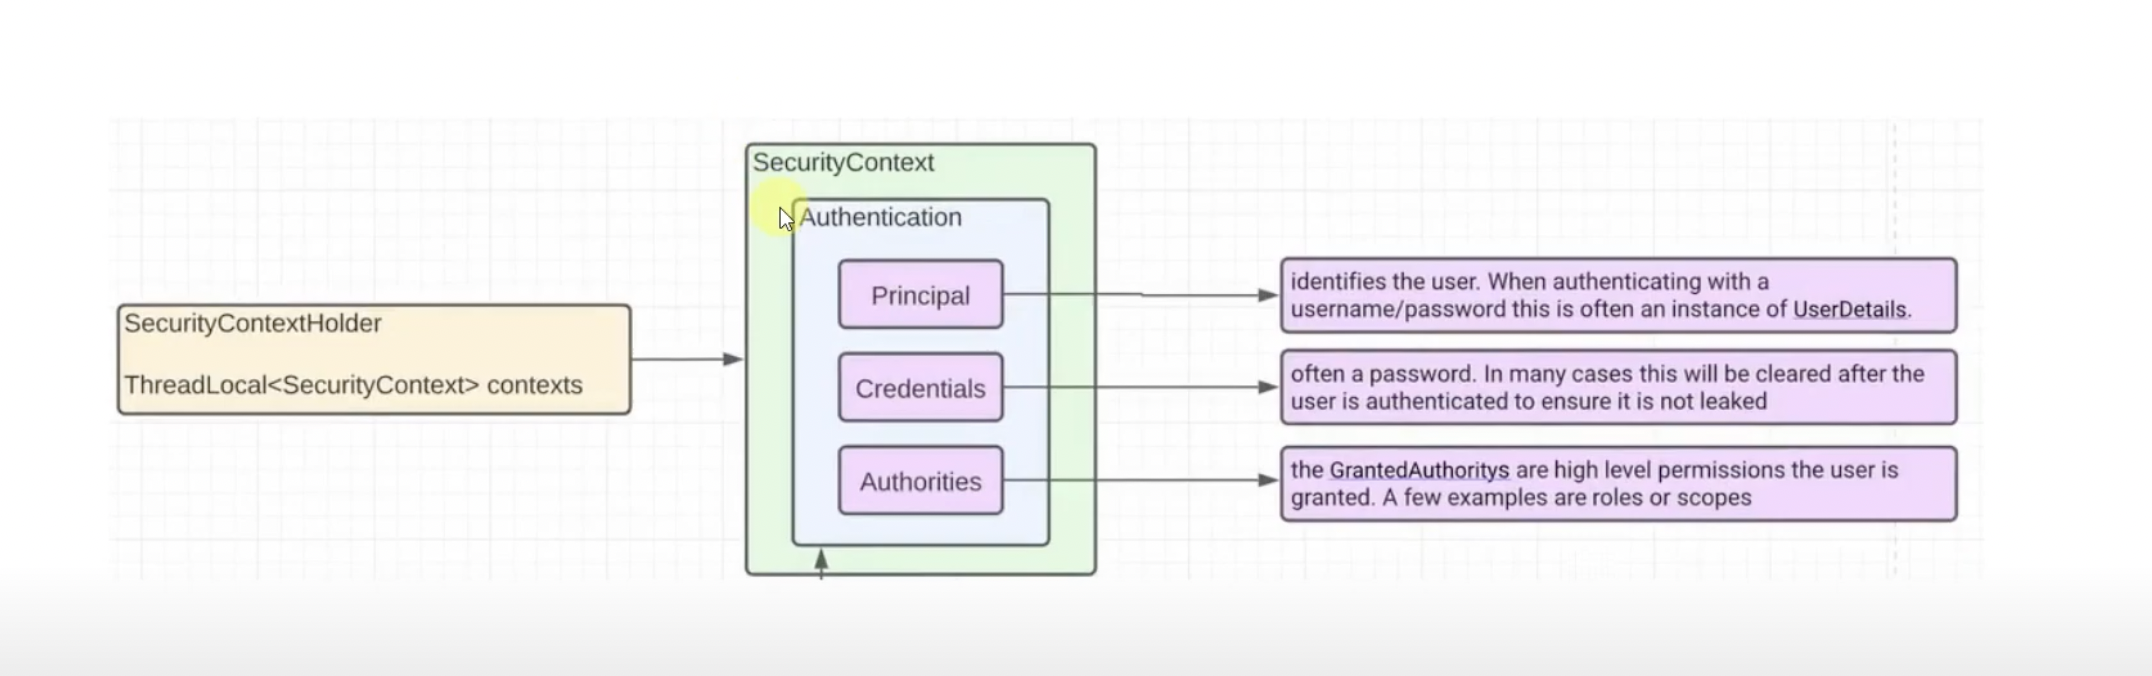 SecurityContext
Authentication
Principal
Credentials
Authorities
SecurityContextHolder
ThreadLocal<SecurityContext> contexts
identifies the user. When authenticating with a
username/password this is often an instance of UserDetails.
often a password. In many cases this will be cleared after the
user is authenticated to ensure it is not leaked
the GrantedAuthoritys are high level permissions the user is
granted. A few examples are roles or scopes